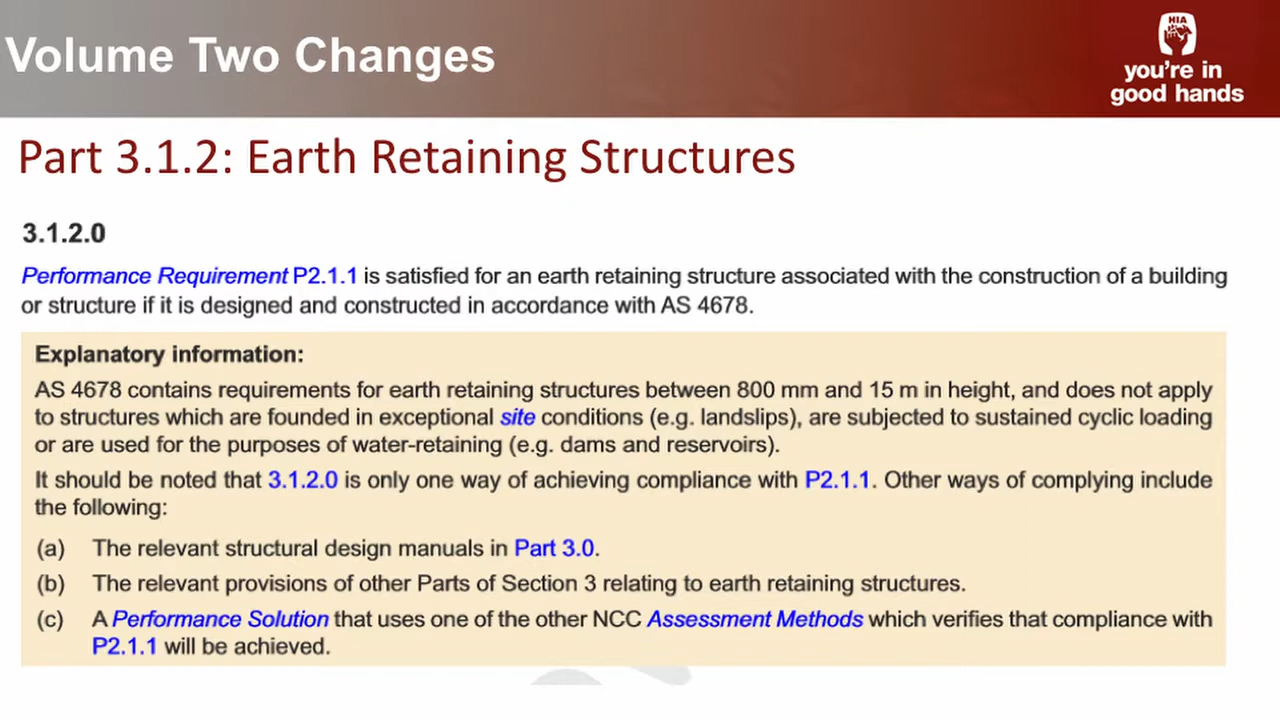 Volume Two Changes
HIA
you're in
good hands
Part 3.1.2: Earth Retaining Structures
3.1.2.0
Performance Requirement P2.1.1 is satisfied for an earth retaining structure associated with the construction of a building
or structure if it is designed and constructed in accordance with AS 4678.
Explanatory information:
AS 4678 contains requirements for earth retaining structures between 800 mm and 15 m in height, and does not apply
to structures which are founded in exceptional site conditions (e.g. landslips), are subjected to sustained cyclic loading
or are used for the purposes of water-retaining (e.g. dams and reservoirs).
It should be noted that 3.1.2.0 is only one way of achieving compliance with P2.1.1. Other ways of complying include
the following:
(a) The relevant structural design manuals in Part 3.0.
(b) The relevant provisions of other Parts of Section 3 relating to earth retaining structures.
(c) A Performance Solution that uses one of the other NCC Assessment Methods which verifies that compliance with
P2.1.1 will be achieved.